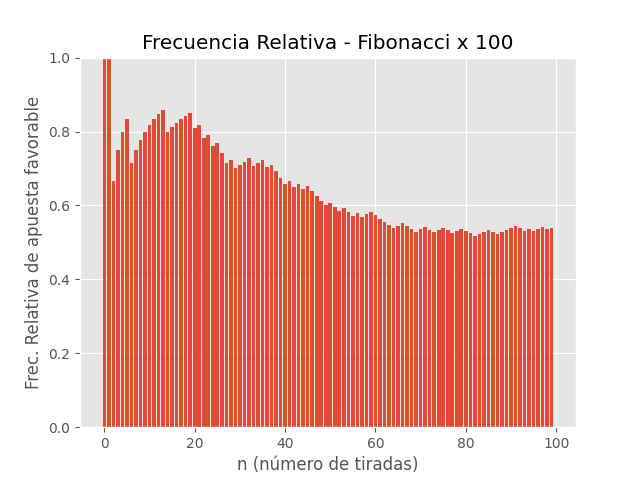 Frecuencia Relativa - Fibonacci x 100
Frec. Relativa de apuesta favorable
1.0
0.8
0.6
0.4
0.2
0.0
0 20 40 60 80 100
n (número de tiradas)